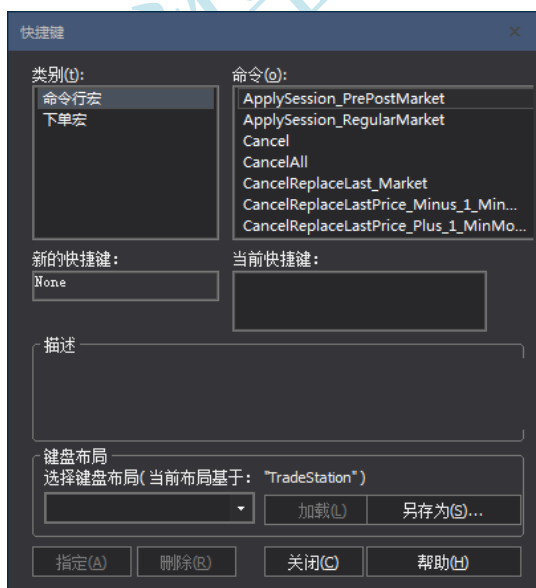 快捷键
类别(t):
命令(o):
命令行宏
下单宏
ApplySession_PrePostMarket
ApplySession_RegularMarket
Cancel
CancelAll
CancelReplaceLast_Market
CancelReplaceLastPrice_Minus_1_Min...
CancelReplaceLastPrice_Plus_1_MinMo...
新的快捷键:
当前快捷键:
None
描述
键盘布局
选择键盘布局(当前布局基于: "TradeStation")
加载(L)
另存为(S)...
指定(A)
删除(R)
关闭(C)
帮助(H)